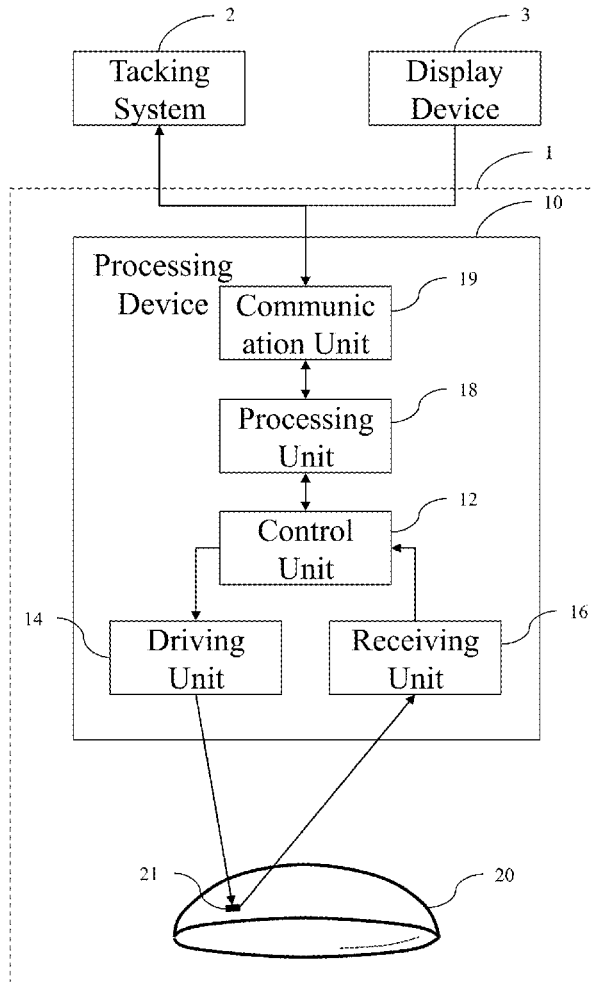 2
3
Tacking
System
Display
Device
1
10
Processing
Device
19
Communic
ation Unit
18
Processing
Unit
12
Control
Unit
14
16
Driving
Unit
Receiving
Unit
21
20